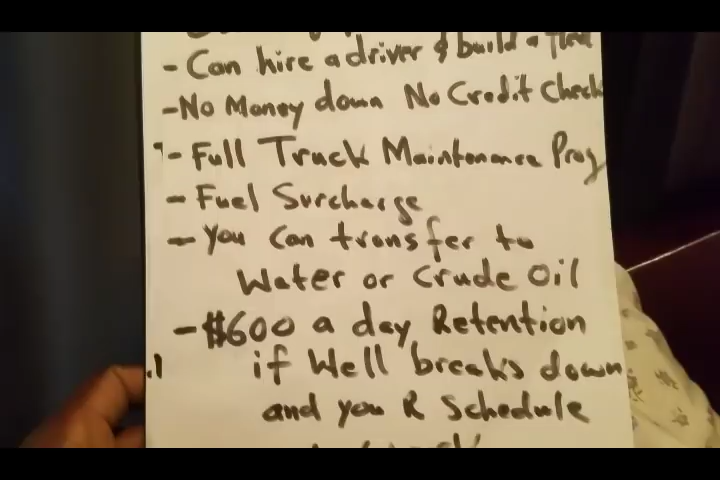 - Can hire a driver & build a
- No Money down No Credit Check
- Full Truck Maintenance Prog
- Fuel Surcharge
- You Can transfer to
Water or Crude Oil
- $600 a day Retention
if Well breaks down
and you R Schedule